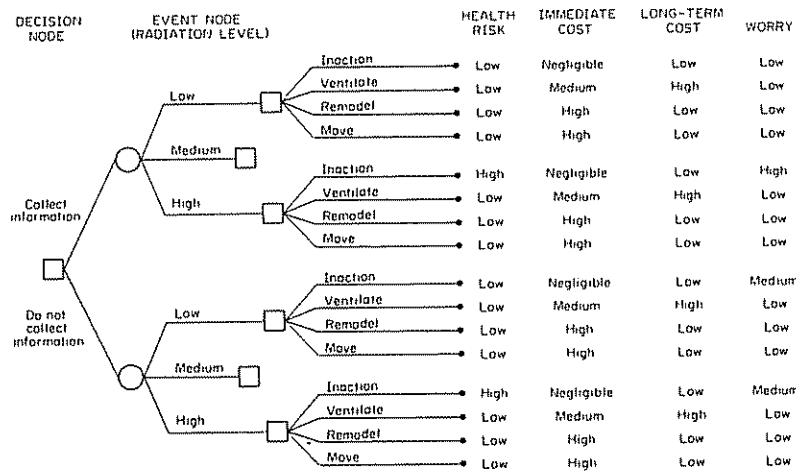 DECISION NODE
EVENT NODE (RADIATION LEVEL)
HEALTH RISK
IMMEDIATE COST
LONG-TERM COST
WORRY
Collect information
Low
Inaction Low Negligible Low Low
Ventilate Low Medium High Low
Remodel Low High Low Low
Move Low High Low Low
Medium
High
Inaction High Negligible Low High
Ventilate Low Medium High Low
Remodel Low High Low Low
Move Low High Low Low
Do not collect information
Low
Inaction Low Negligible Low Medium
Ventilate Low Medium High Low
Remodel Low High Low Low
Move Low High Low Low
Medium
High
Inaction High Negligible Low Medium
Ventilate Low Medium High Low
Remodel Low High Low Low
Move Low High Low Low